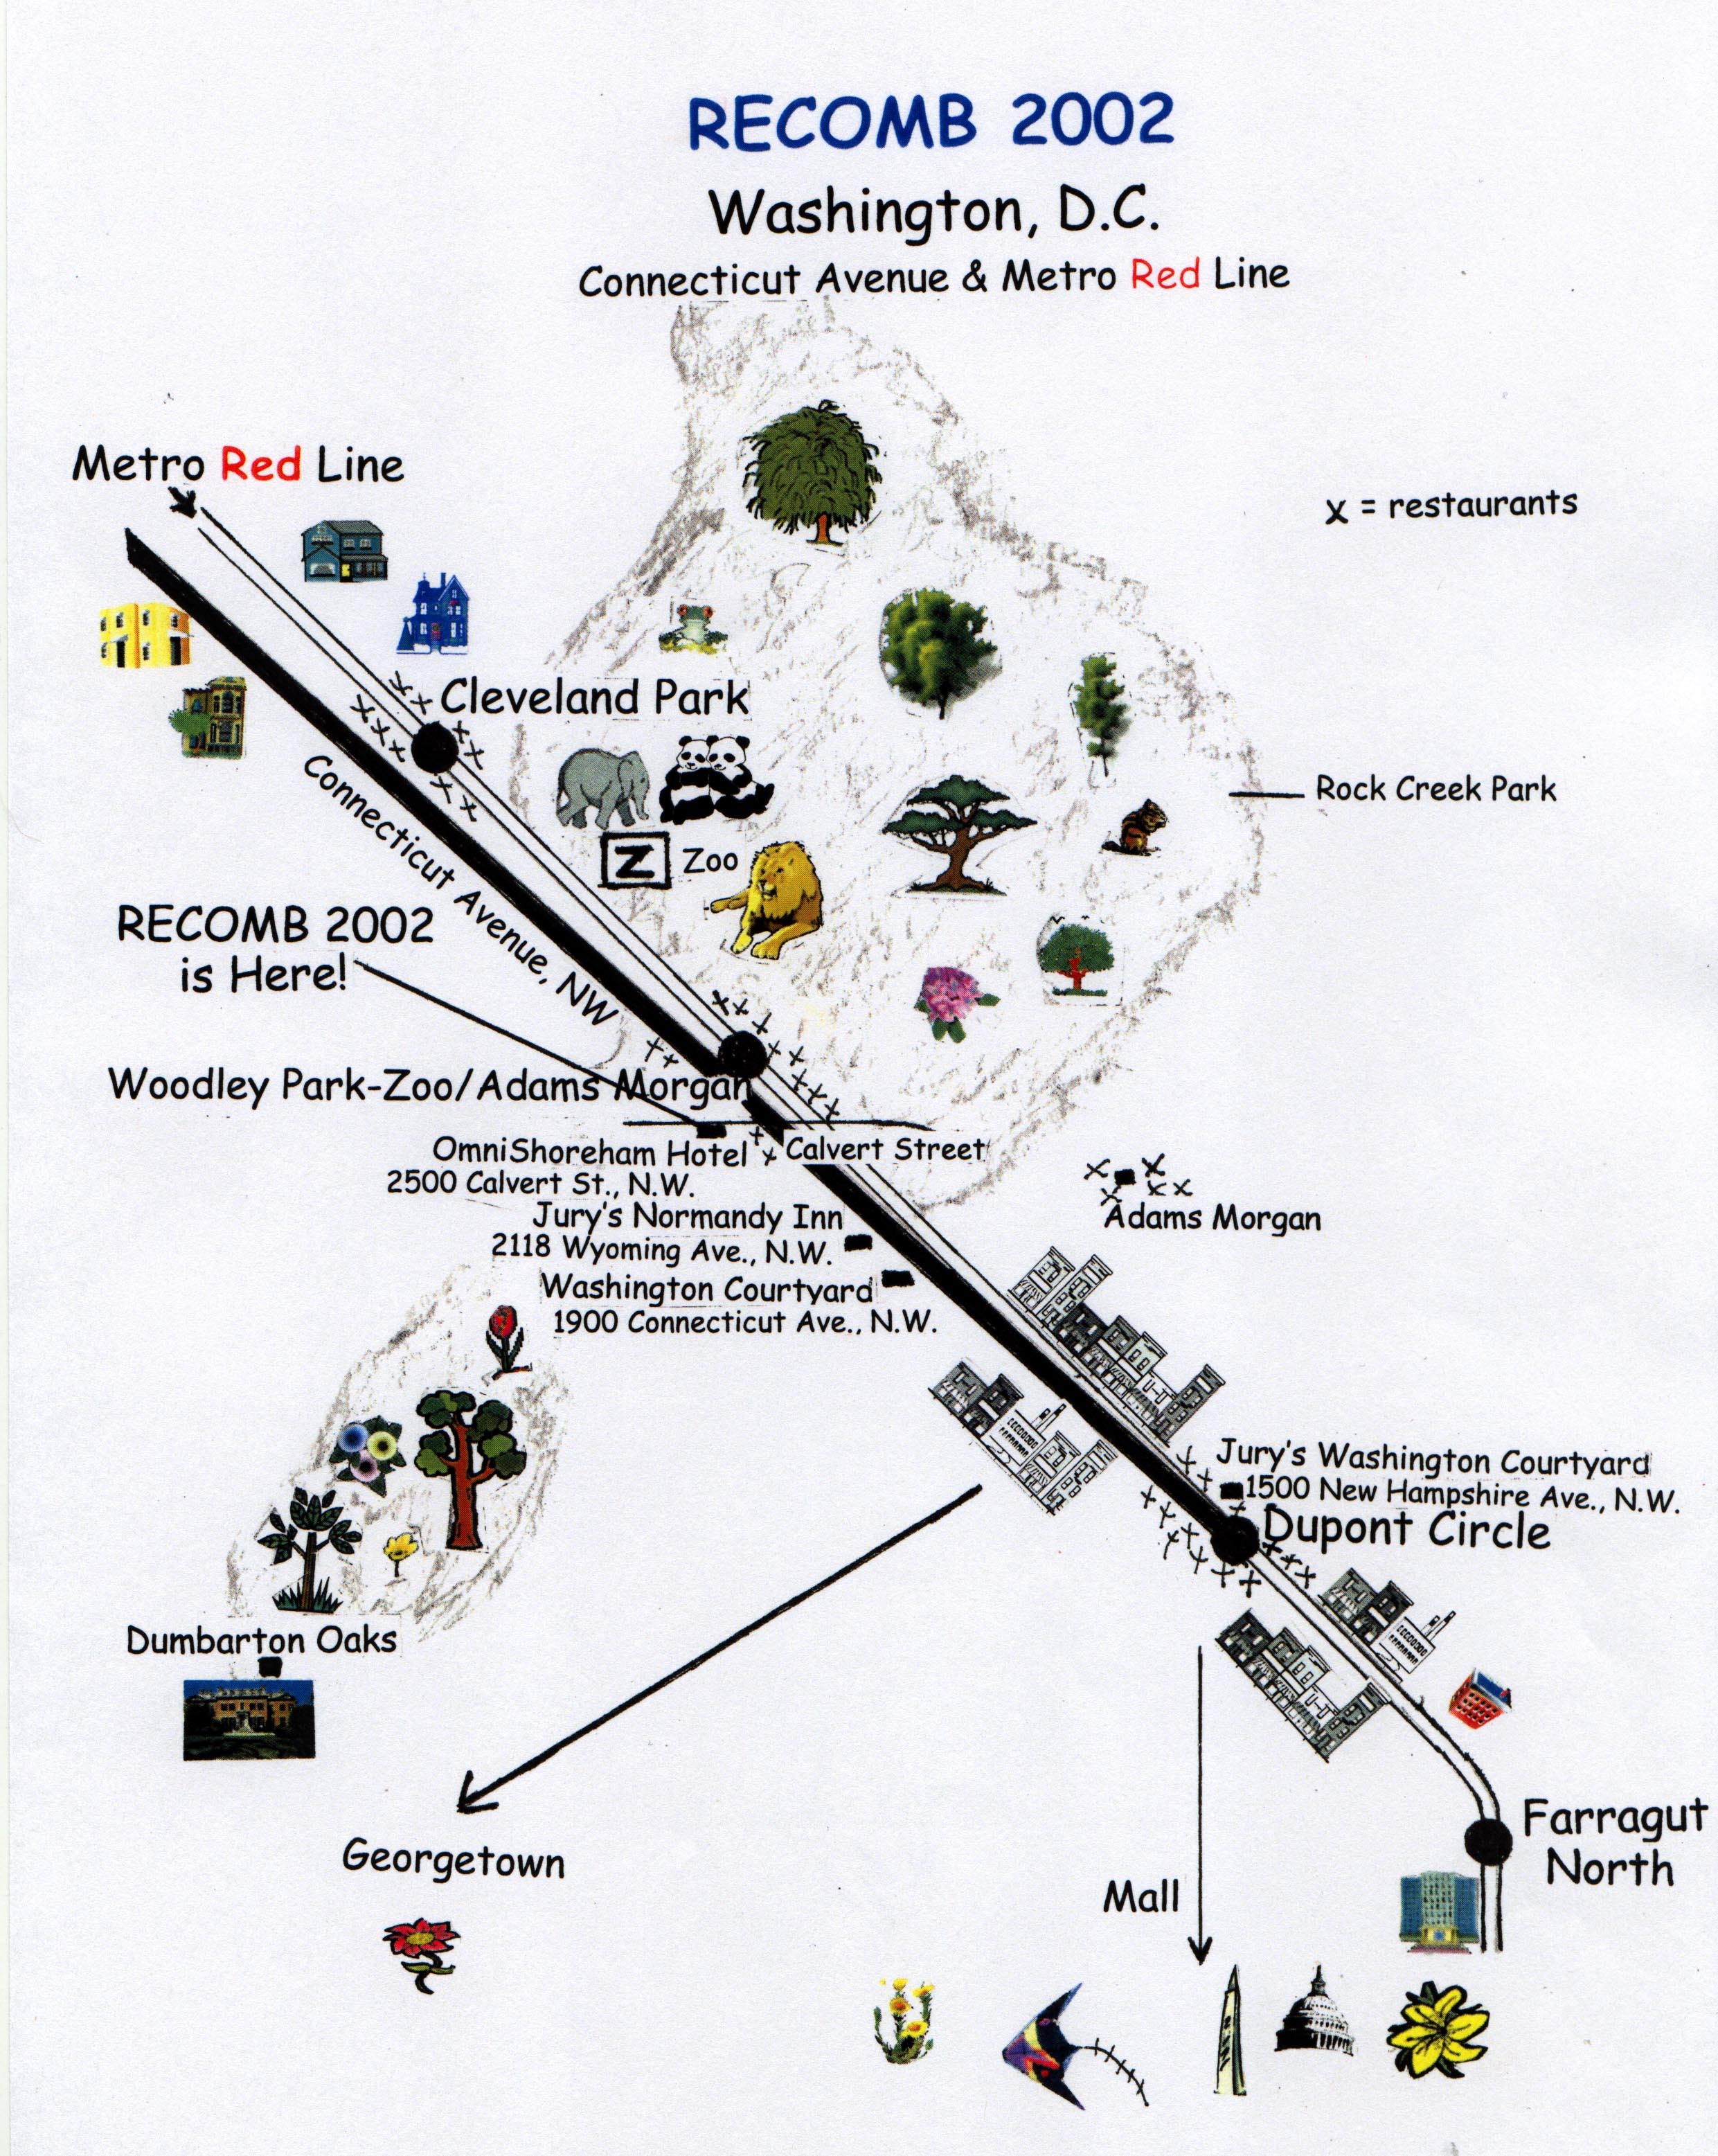 RECOMB 2002
Washington, D.C.
Connecticut Avenue & Metro Red Line
Metro Red Line
x = restaurants
Cleveland Park
Rock Creek Park
Z Zoo
Connecticut Avenue, NW
RECOMB 2002
is Here!
Woodley Park-Zoo/Adams Morgan
OmniShoreham Hotel
2500 Calvert St., N.W.
Calvert Street
Adams Morgan
Jury's Normandy Inn
2118 Wyoming Ave., N.W.
Washington Courtyard
1900 Connecticut Ave., N.W.
Jury's Washington Courtyard
1500 New Hampshire Ave., N.W.
Dupont Circle
Dumbarton Oaks
Georgetown
Mall
Farragut
North